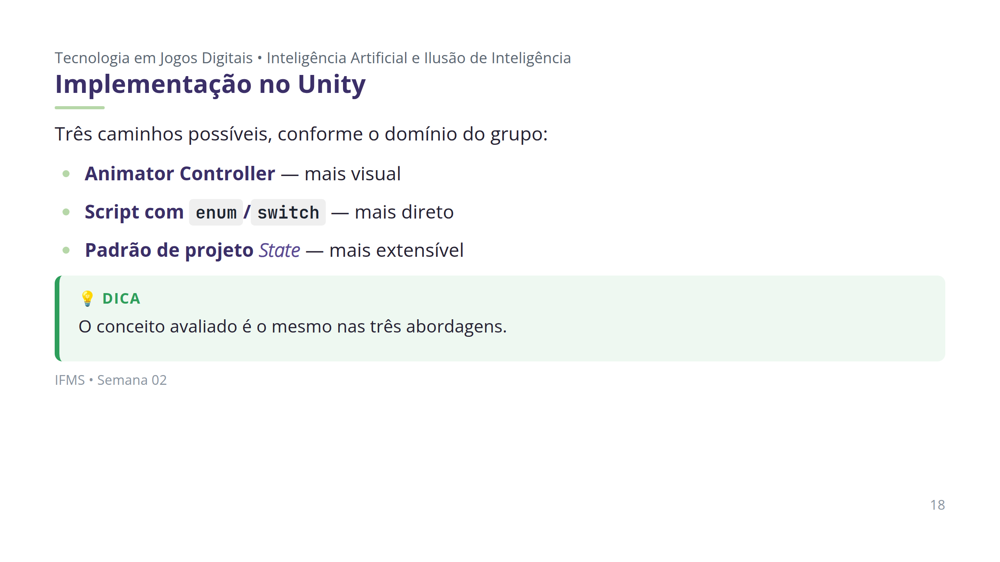 Tecnologia em Jogos Digitais • Inteligência Artificial e Ilusão de Inteligência
Implementação no Unity
Três caminhos possíveis, conforme o domínio do grupo:
• Animator Controller — mais visual
• Script com enum/switch — mais direto
• Padrão de projeto State — mais extensível
💡 DICA
O conceito avaliado é o mesmo nas três abordagens.
IFMS • Semana 02
18